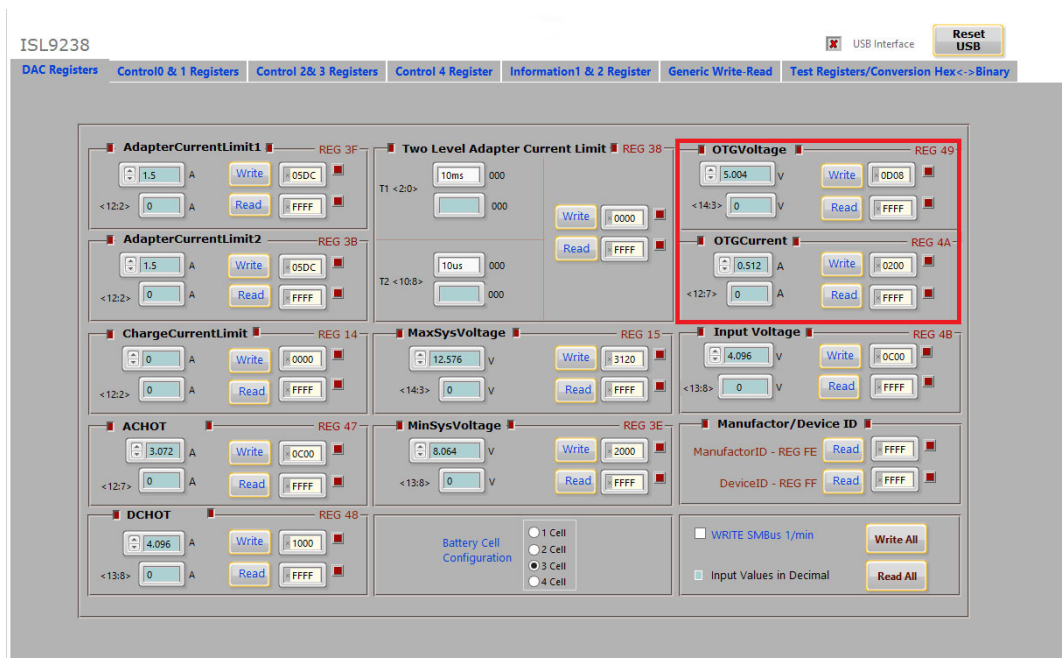 ISL9238
USB Interface
Reset USB
DAC Registers
Control0 & 1 Registers
Control 2& 3 Registers
Control 4 Register
Information1 & 2 Register
Generic Write-Read
Test Registers/Conversion Hex<->Binary
AdapterCurrentLimit1
REG 3F
1.5 A Write × 05DC
<12:2> 0 A Read × FFFF
AdapterCurrentLimit2
REG 3B
1.5 A Write × 05DC
<12:2> 0 A Read × FFFF
ChargeCurrentLimit
REG 14
0 A Write × 0000
<12:2> 0 A Read × FFFF
ACHOT
REG 47
3.072 A Write × 0C00
<12:7> 0 A Read × FFFF
DCHOT
REG 48
4.096 A Write × 1000
<13:8> 0 A Read × FFFF
Two Level Adapter Current Limit
REG 38
10ms 000
T1 <2:0>
000
Write × 0000
Read × FFFF
10us 000
T2 <10:8>
000
MaxSysVoltage
REG 15
12.576 V Write × 3120
<14:3> 0 V Read × FFFF
MinSysVoltage
REG 3E
8.064 V Write × 2000
<13:8> 0 V Read × FFFF
Battery Cell
Configuration
1 Cell
2 Cell
3 Cell
4 Cell
OTGVoltage
REG 49
5.004 V Write × 0D08
<14:3> 0 V Read × FFFF
OTGCurrent
REG 4A
0.512 A Write × 0200
<12:7> 0 A Read × FFFF
Input Voltage
REG 4B
4.096 V Write × 0C00
<13:8> 0 V Read × FFFF
Manufactor/Device ID
ManufactorID - REG FE Read × FFFF
DeviceID - REG FF Read × FFFF
WRITE SMBus 1/min
Write All
Input Values in Decimal
Read All